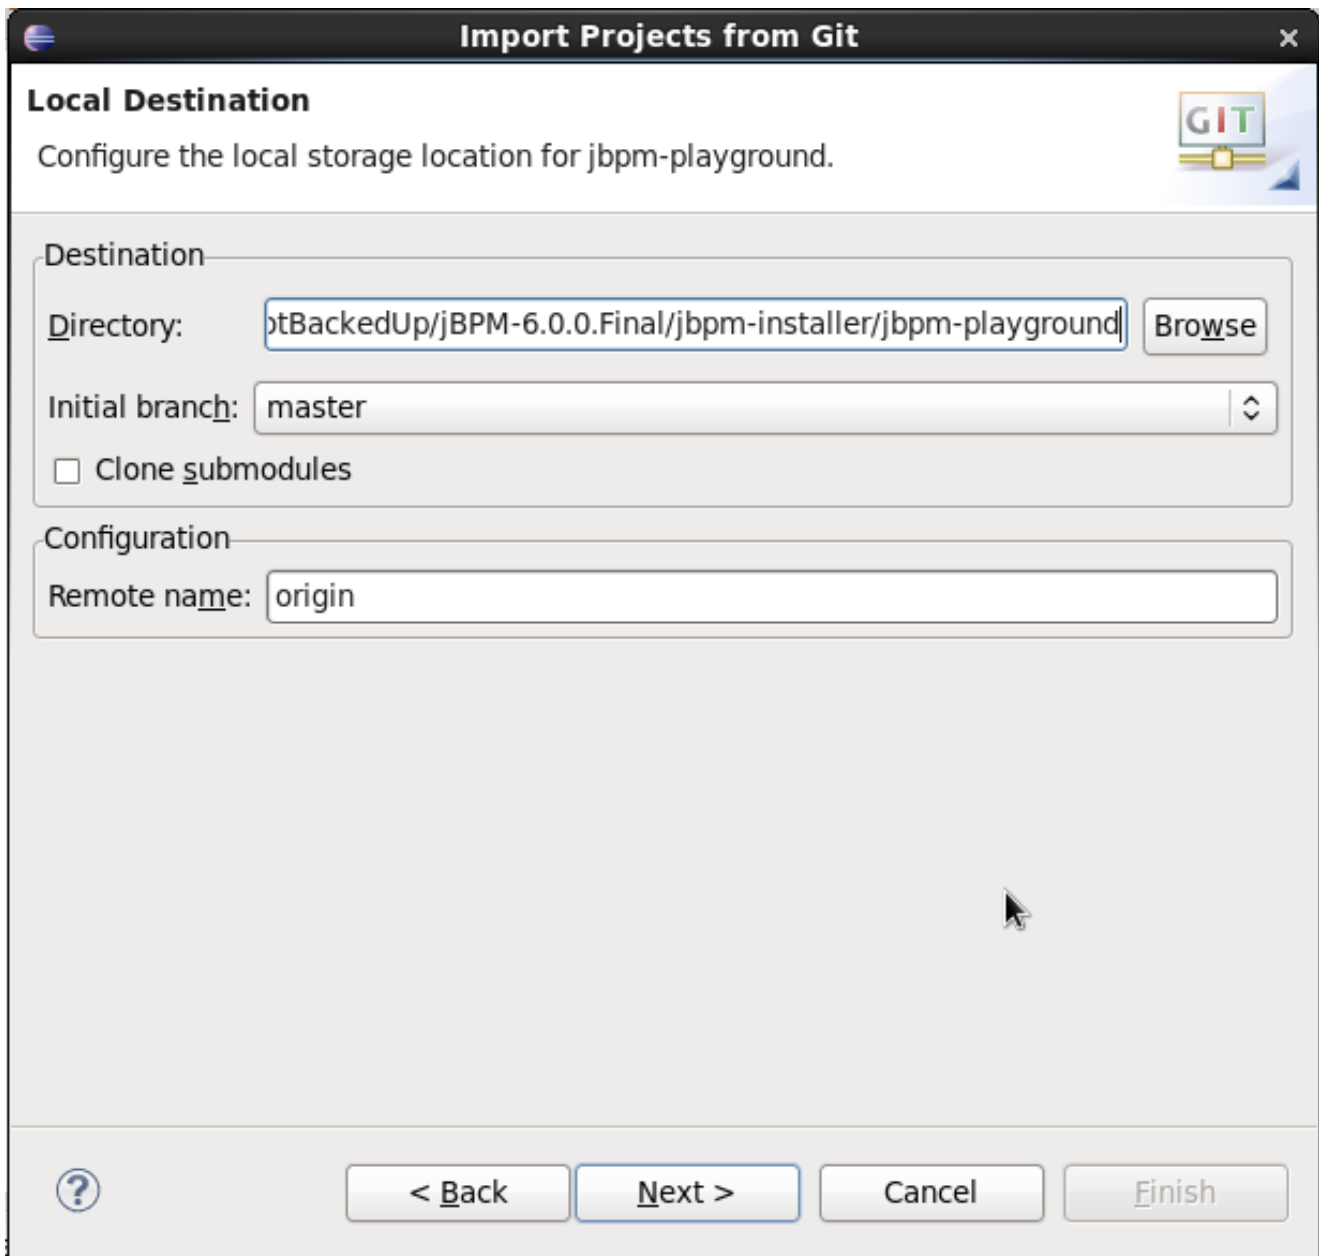 Import Projects from Git
Local Destination
GIT
Configure the local storage location for jbpm-playground.
Destination
Directory: otBackedUp/jBPM-6.0.0.Final/jbpm-installer/jbpm-playground Browse
Initial branch: master
Clone submodules
Configuration
Remote name: origin
? < Back Next > Cancel Finish